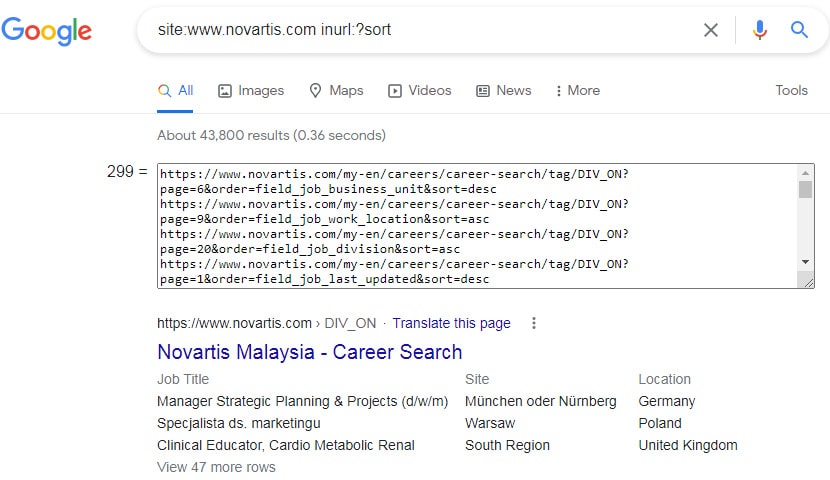 Google
site:www.novartis.com inurl:?sort
All Images Maps Videos News More Tools
About 43,800 results (0.36 seconds)
299 =
https://www.novartis.com/my-en/careers/career-search/tag/DIV_ON?
page=6&order=field_job_business_unit&sort=desc
https://www.novartis.com/my-en/careers/career-search/tag/DIV_ON?
page=9&order=field_job_work_location&sort=asc
https://www.novartis.com/my-en/careers/career-search/tag/DIV_ON?
page=20&order=field_job_division&sort=asc
https://www.novartis.com/my-en/careers/career-search/tag/DIV_ON?
page=1&order=field_job_last_updated&sort=desc
https://www.novartis.com › DIV_ON · Translate this page
Novartis Malaysia - Career Search
Job Title Site Location
Manager Strategic Planning & Projects (d/w/m) München oder Nürnberg Germany
Specjalista ds. marketingu Warsaw Poland
Clinical Educator, Cardio Metabolic Renal South Region United Kingdom
View 47 more rows